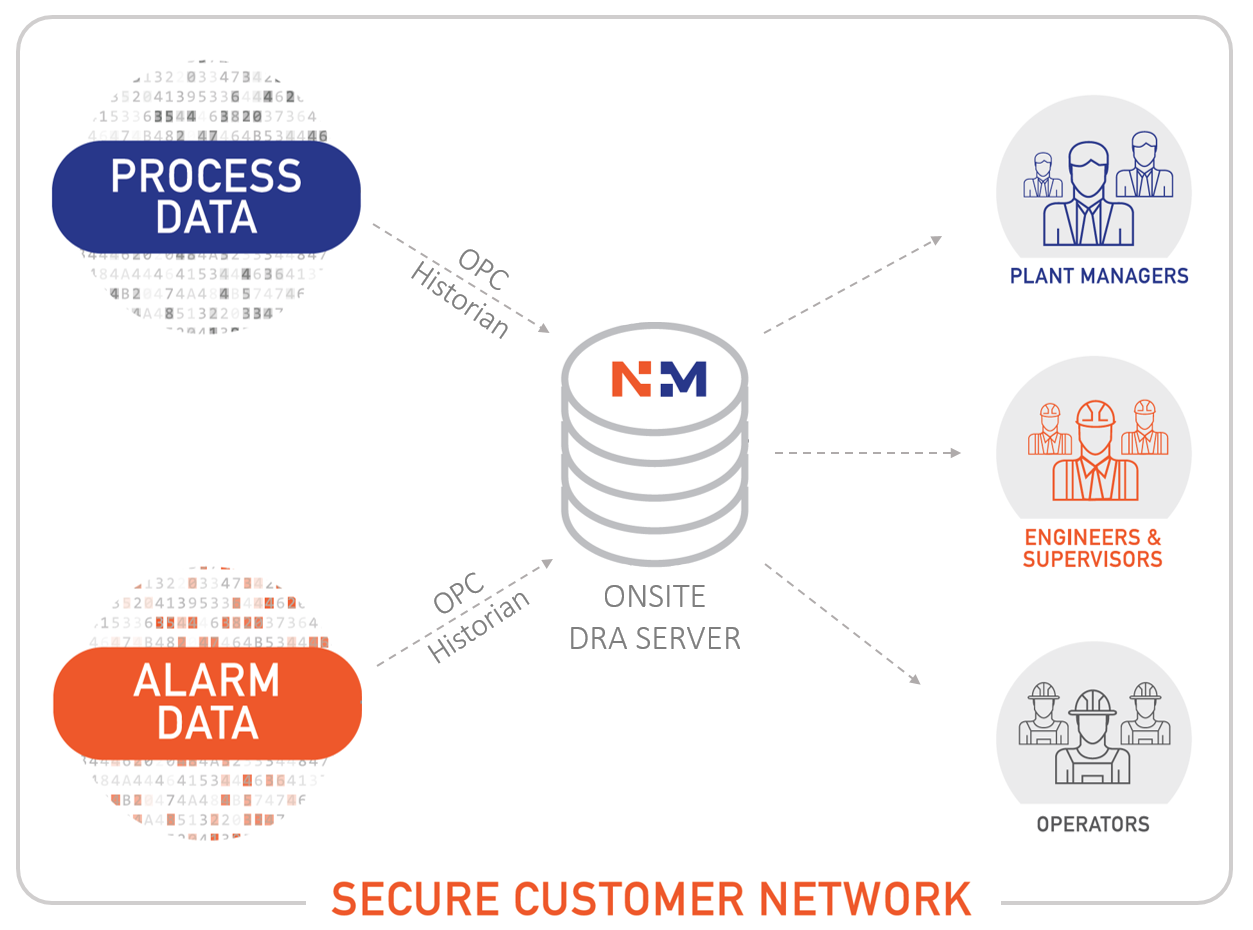 PROCESS
DATA
OPC
Historian
NM
ONSITE
DRA SERVER
ALARM
DATA
OPC
Historian
PLANT MANAGERS
ENGINEERS &
SUPERVISORS
OPERATORS
SECURE CUSTOMER NETWORK